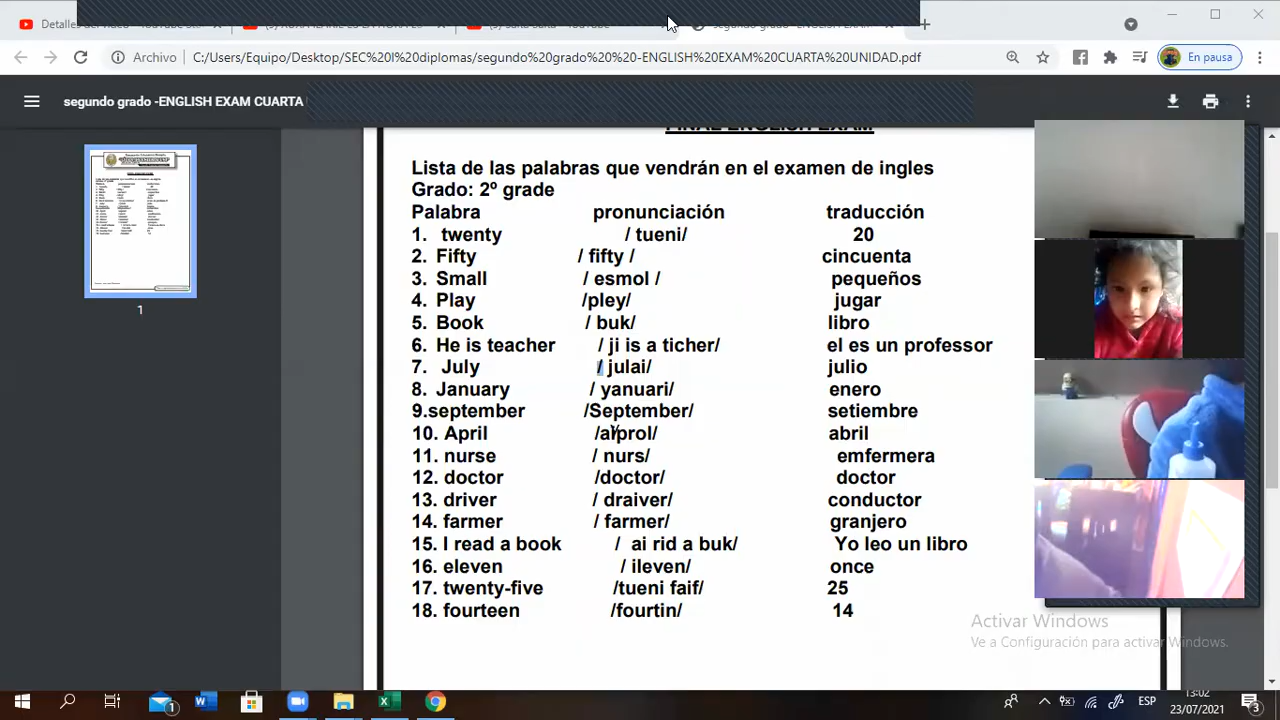 En pausa
Archivo C:/Users/Equipo/Desktop/SEC%20I%20diplomas/segundo%20grado%20%20-ENGLISH%20EXAM%20CUARTA%20UNIDAD.pdf
segundo grado -ENGLISH EXAM CUARTA
FINAL ENGLISH EXAM
Lista de las palabras que vendrán en el examen de ingles
Grado: 2º grade
Palabra pronunciación traducción
1. twenty / tueni/ 20
2. Fifty / fifty / cincuenta
3. Small / esmol / pequeños
4. Play /pley/ jugar
5. Book / buk/ libro
6. He is teacher / ji is a ticher/ el es un professor
7. July / julai/ julio
8. January / yanuari/ enero
9.september /September/ setiembre
10. April /aiprol/ abril
11. nurse / nurs/ emfermera
12. doctor /doctor/ doctor
13. driver / draiver/ conductor
14. farmer / farmer/ granjero
15. I read a book / ai rid a buk/ Yo leo un libro
16. eleven / ileven/ once
17. twenty-five /tueni faif/ 25
18. fourteen /fourtin/ 14
1
Activar Windows
Ve a Configuración para activar Windows.
ESP
13:02
23/07/2021